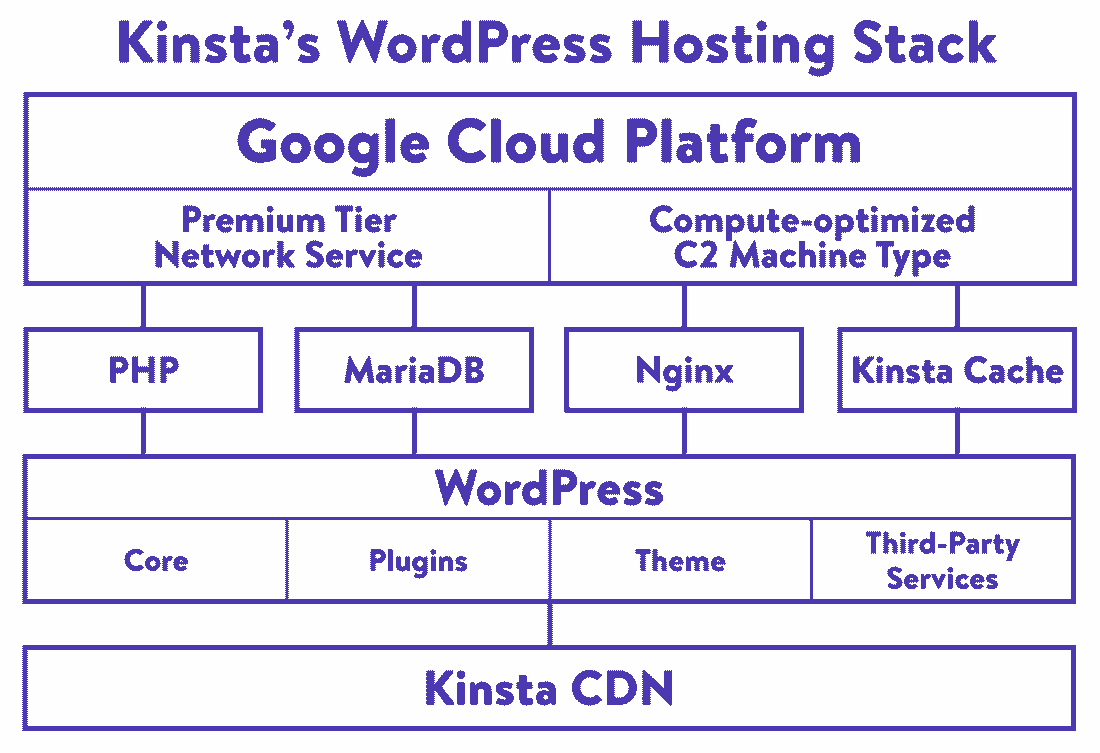 Kinsta's WordPress Hosting Stack
Google Cloud Platform
Premium Tier
Network Service
Compute-optimized
C2 Machine Type
PHP
MariaDB
Nginx
Kinsta Cache
WordPress
Core
Plugins
Theme
Third-Party
Services
Kinsta CDN